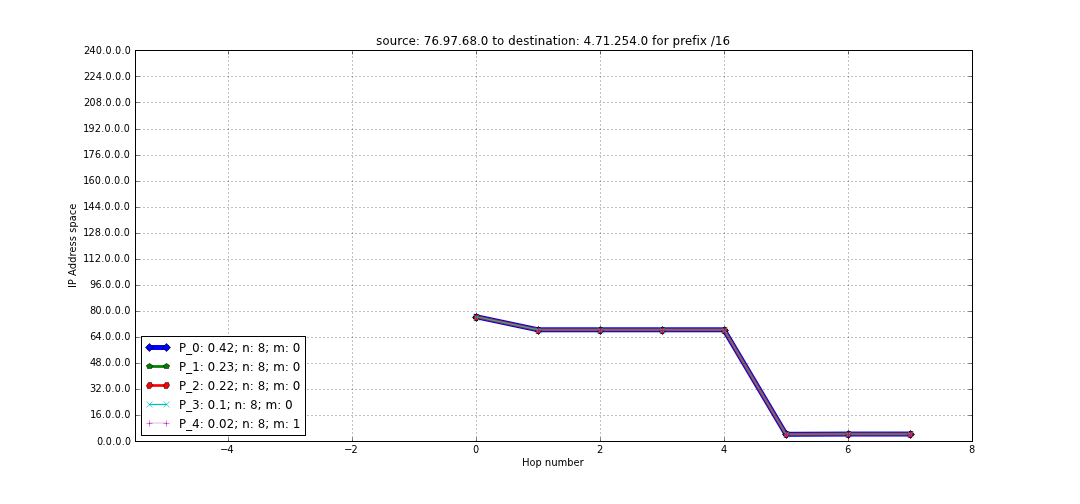 source: 76.97.68.0 to destination: 4.71.254.0 for prefix /16
240.0.0.0
224.0.0.0
208.0.0.0
192.0.0.0
176.0.0.0
160.0.0.0
144.0.0.0
128.0.0.0
112.0.0.0
96.0.0.0
80.0.0.0
64.0.0.0
48.0.0.0
32.0.0.0
16.0.0.0
0.0.0.0
IP Address space
P_0: 0.42; n: 8; m: 0
P_1: 0.23; n: 8; m: 0
P_2: 0.22; n: 8; m: 0
P_3: 0.1; n: 8; m: 0
P_4: 0.02; n: 8; m: 1
−4 −2 0 2 4 6 8
Hop number